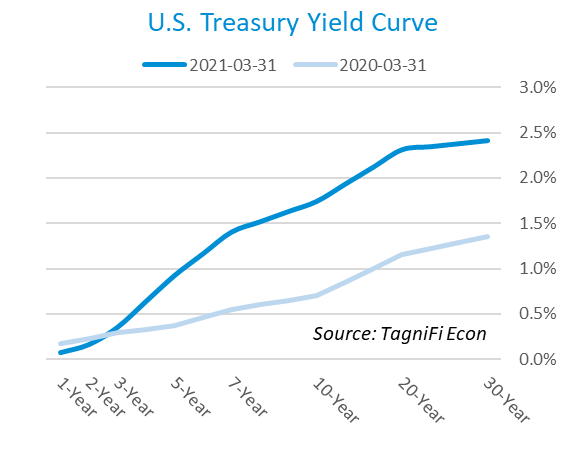 U.S. Treasury Yield Curve
2021-03-31 2020-03-31
3.0%
2.5%
2.0%
1.5%
1.0%
0.5%
Source: TagniFi Econ
0.0%
1-Year 2-Year 3-Year 5-Year 7-Year 10-Year 20-Year 30-Year